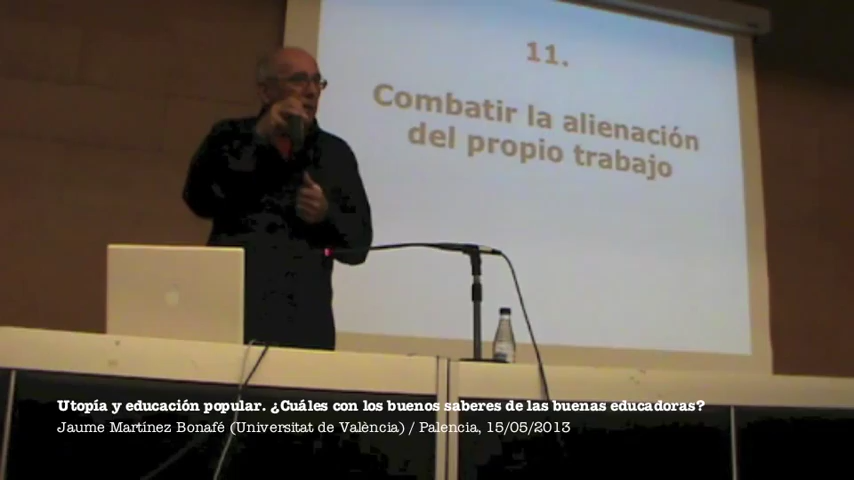 11.
Combatir la alienación
del propio trabajo
Utopía y educación popular. ¿Cuáles con los buenos saberes de las buenas educadoras?
Jaume Martínez Bonafé (Universitat de València) / Palencia, 15/05/2013